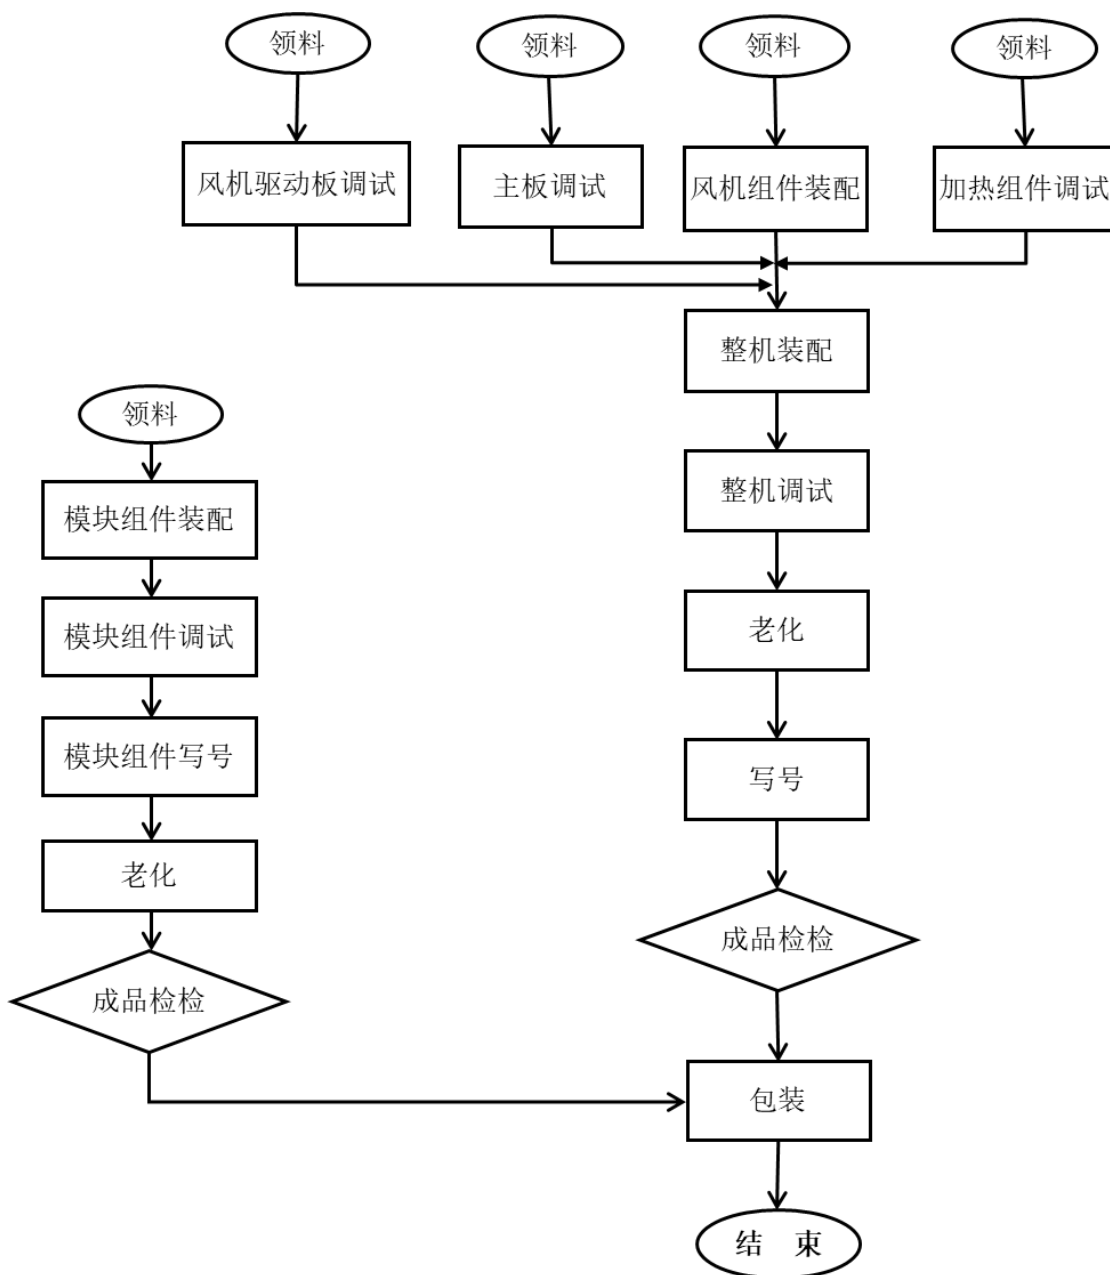 领料
领料
领料
领料
风机驱动板调试
主板调试
风机组件装配
加热组件调试
整机装配
领料
整机调试
模块组件装配
老化
模块组件调试
模块组件写号
写号
老化
成品检检
成品检检
包装
结 束